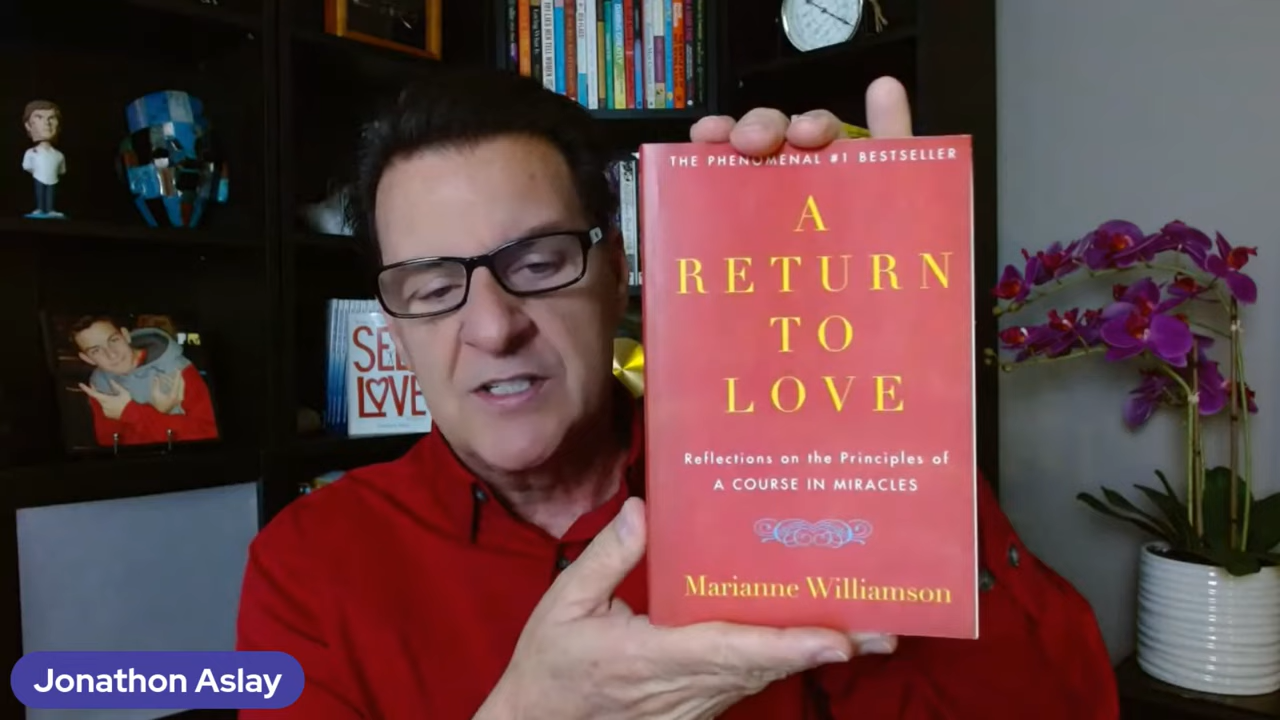 THE PHENOMENAL #1 BESTSELLER
A
RETURN
TO
LOVE
Reflections on the Principles of
A COURSE IN MIRACLES
Marianne Williamson
LOVE
Jonathon Aslay